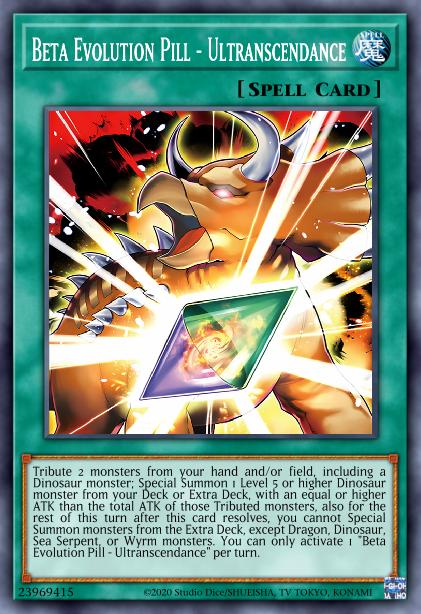 Beta Evolution Pill - Ultranscendance
SPELL
魔
[Spell Card]
Tribute 2 monsters from your hand and/or field, including a
Dinosaur monster; Special Summon 1 Level 5 or higher Dinosaur
monster from your Deck or Extra Deck, with an equal or higher
ATK than the total ATK of those Tributed monsters, also for the
rest of this turn after this card resolves, you cannot Special
Summon monsters from the Extra Deck, except Dragon, Dinosaur,
Sea Serpent, or Wyrm monsters. You can only activate 1 "Beta
Evolution Pill - Ultranscendance" per turn.
23969415
©2020 Studio Dice/SHUEISHA, TV TOKYO, KONAMI